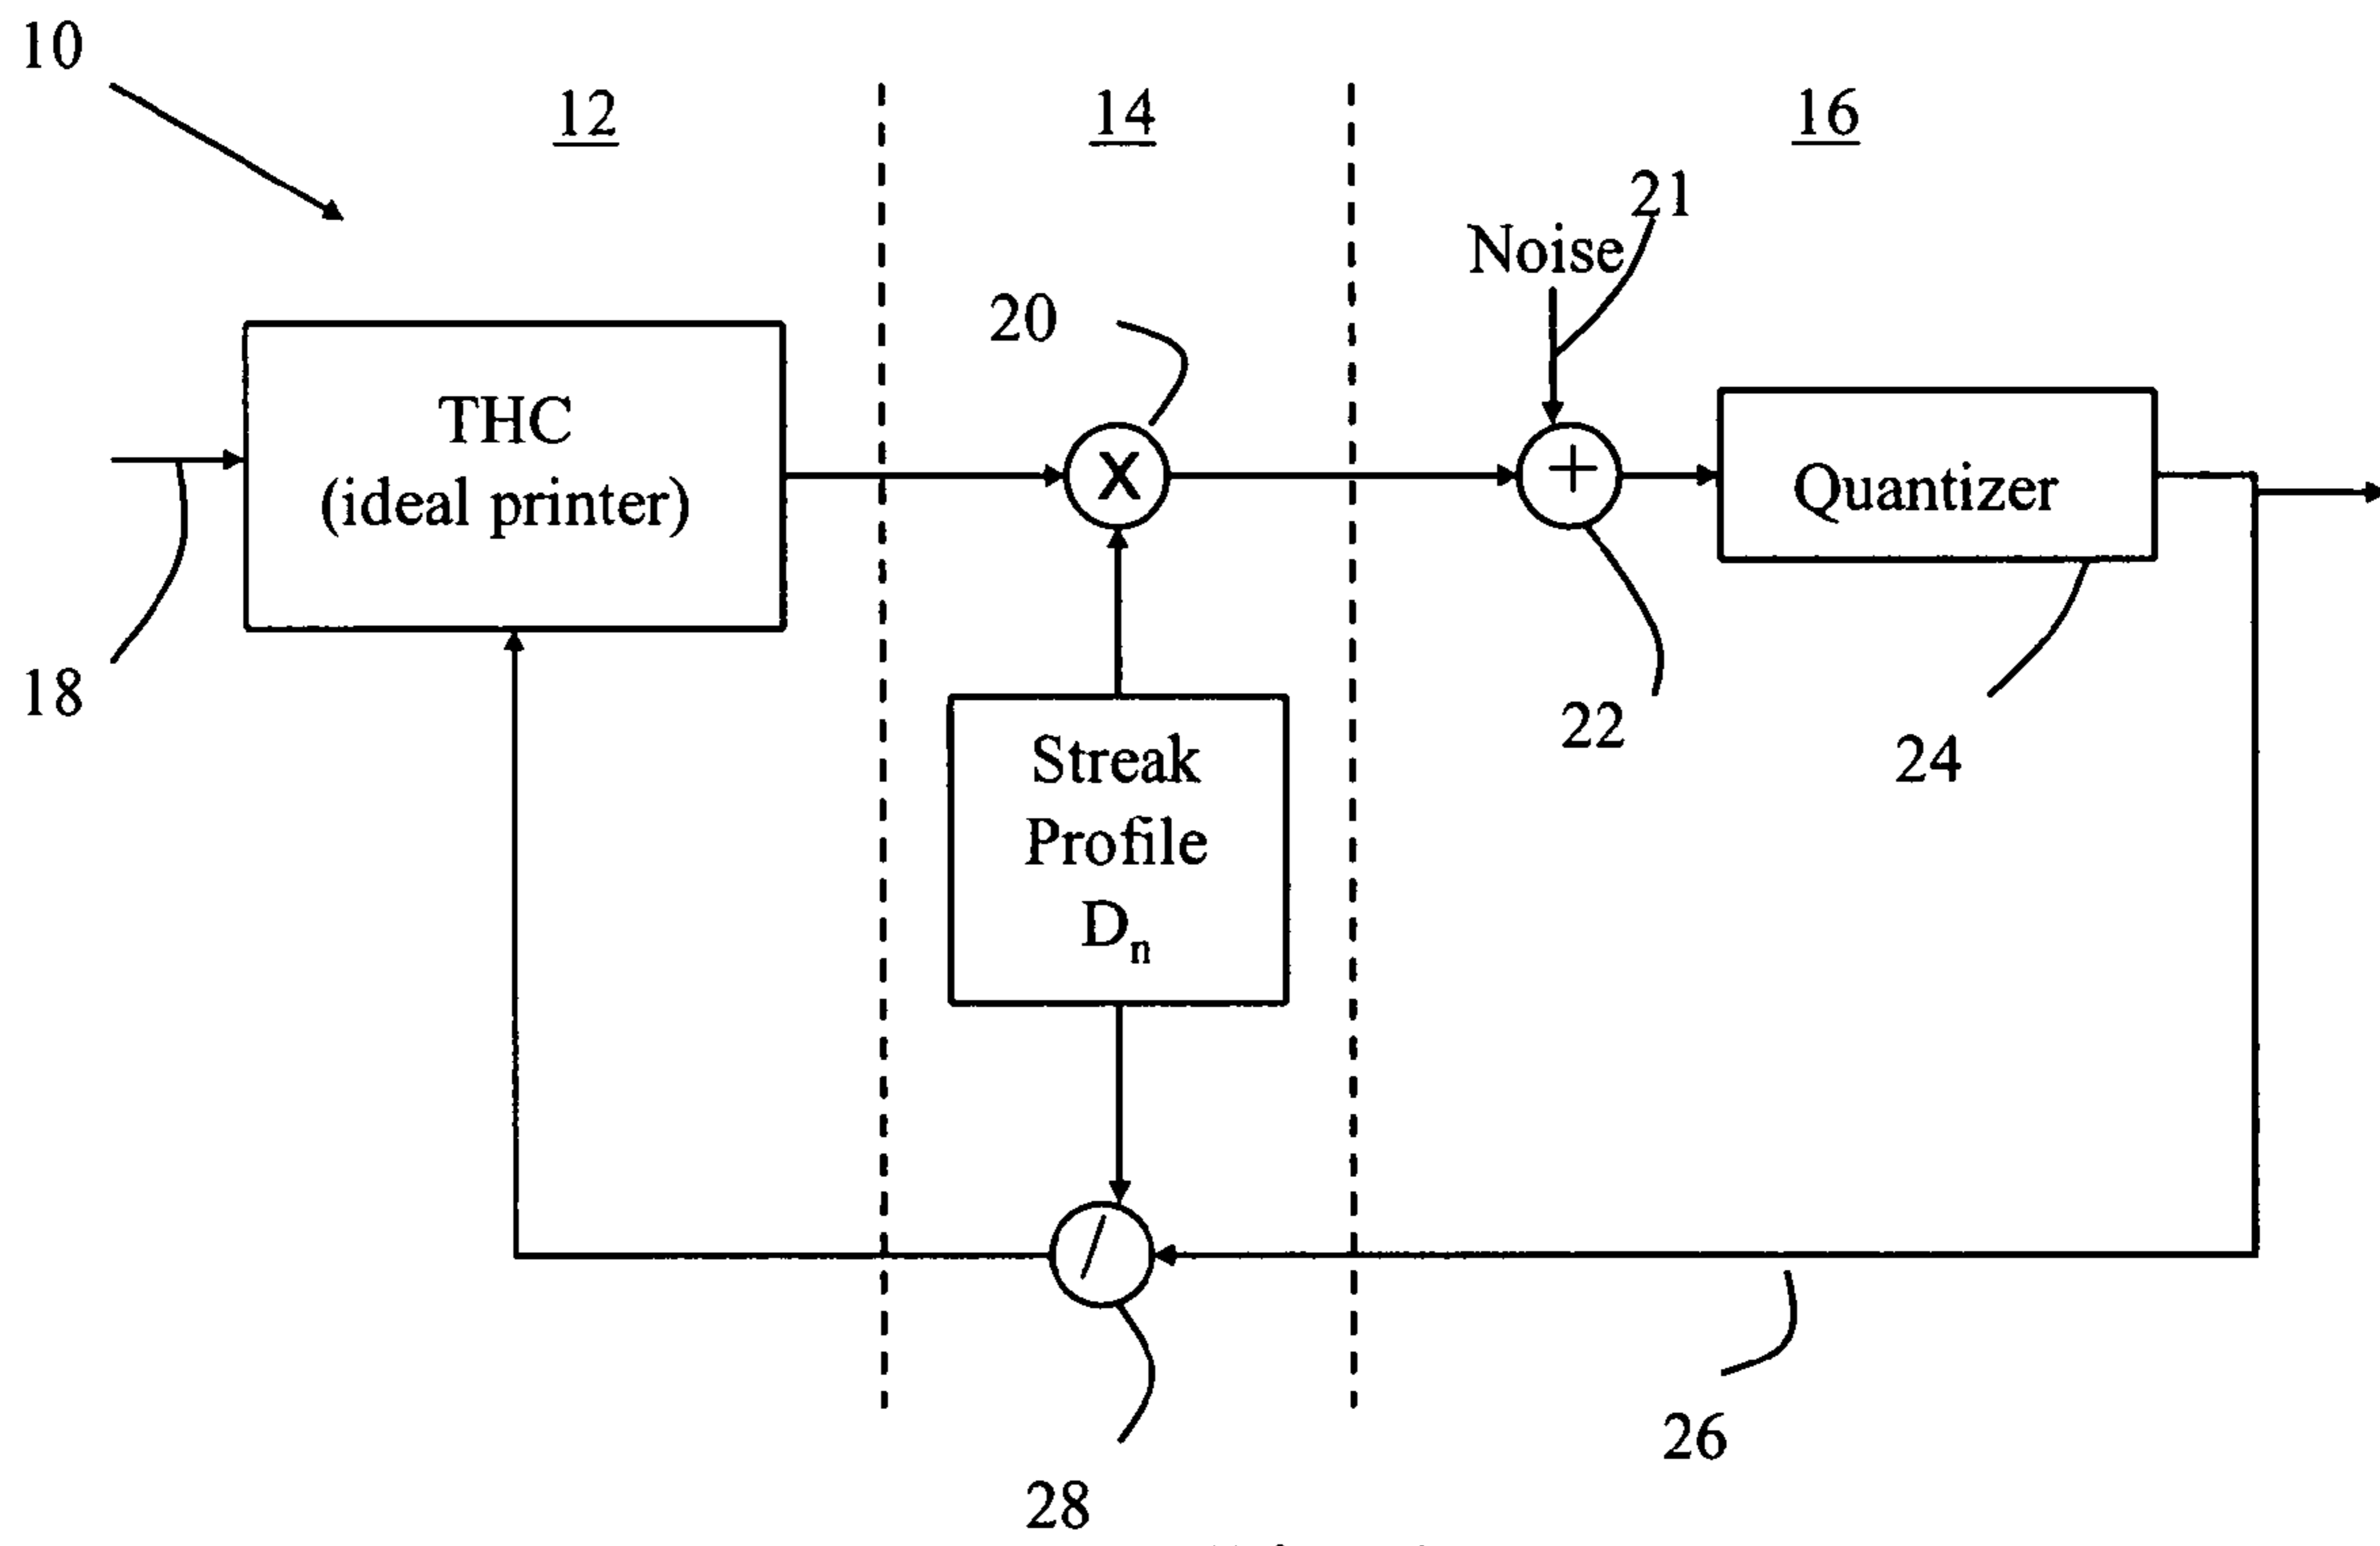 10
12
14
16
21
Noise
20
THC
(ideal printer)
X
+
Quantizer
18
22
24
Streak
Profile
Dn
/
26
28